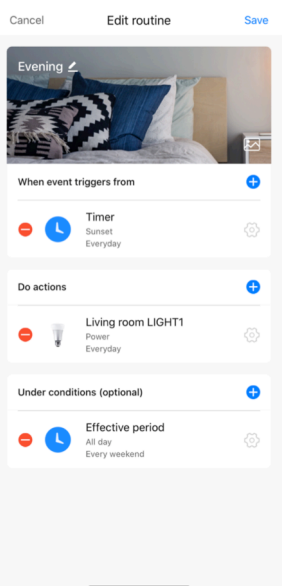 Cancel
Edit routine
Save
Evening
When event triggers from
Timer
Sunset
Everyday
Do actions
Living room LIGHT1
Power
Everyday
Under conditions (optional)
Effective period
All day
Every weekend